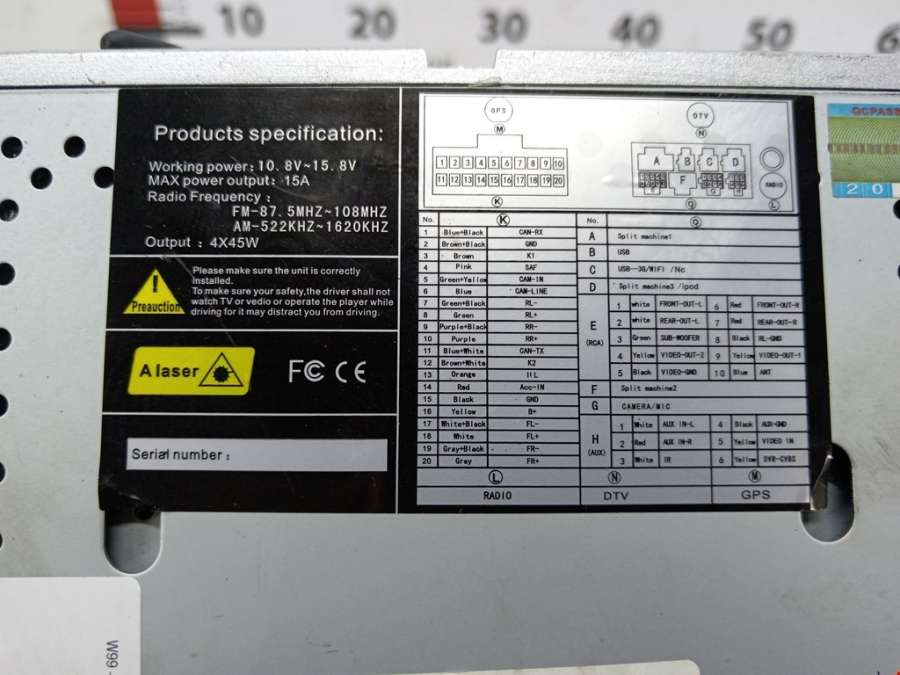 10
20
30
40
50
Products specification:
Working power: 10.8V~15.8V
MAX power output: 15A
Radio Frequency:
FM-87.5MHZ~108MHZ
AM-522KHZ~1620KHZ
Output: 4X45W
Prcauction
Please make sure the unit is correctly
Installed.
To make sure your safety,the driver shall not
watch TV or vedio or operate the player while
driving for it may distract you from driving.
A laser
FC CE
Serial number:
GPS
M
1 2 3 4 5 6 7 8 9 10
11 12 13 14 15 16 17 18 19 20
K
DTV
N
A B C D
F
Q
RADIO
L
QCPASS
2 0
No. K
1 Blue+Black CAN-RX
2 Brown+Black GND
3 Brown K1
4 Pink SAF
5 Green+Yellow CAM-IN
6 Blue CAM-LINE
7 Green+Black RL-
8 Green RL+
9 Purple+Black RR-
10 Purple RR+
11 Blue+White CAN-TX
12 Brown+White K2
13 Orange ILL
14 Red Acc-IN
15 Black GND
16 Yellow B+
17 White+Black FL-
18 White FL+
19 Gray+Black FR-
20 Gray FR+
No. Q
A Split machine1
B USB
C USB-3G/WIFI /Nc
D Split machine3 /ipod
E (RCA)
1 white FRONT-OUT-L 6 Red FRONT-OUT-R
2 white REAR-OUT-L 7 Red REAR-OUT-R
3 Green SUB-WOOFER 8 Black RL-GND
4 Yellow VIDEO-OUT-2 9 Yellow VIDEO-OUT-1
5 Black VIDEO-GND 10 Blue ANT
F Split machine2
G CAMERA/MIC
H (AUX)
1 White AUX IN-L 4 Black AUX-GND
2 Red AUX IN-R 5 Yellow VIDEO IN
3 White IR 6 Yellow DVR-CVBS
L N M
RADIO DTV GPS
W99